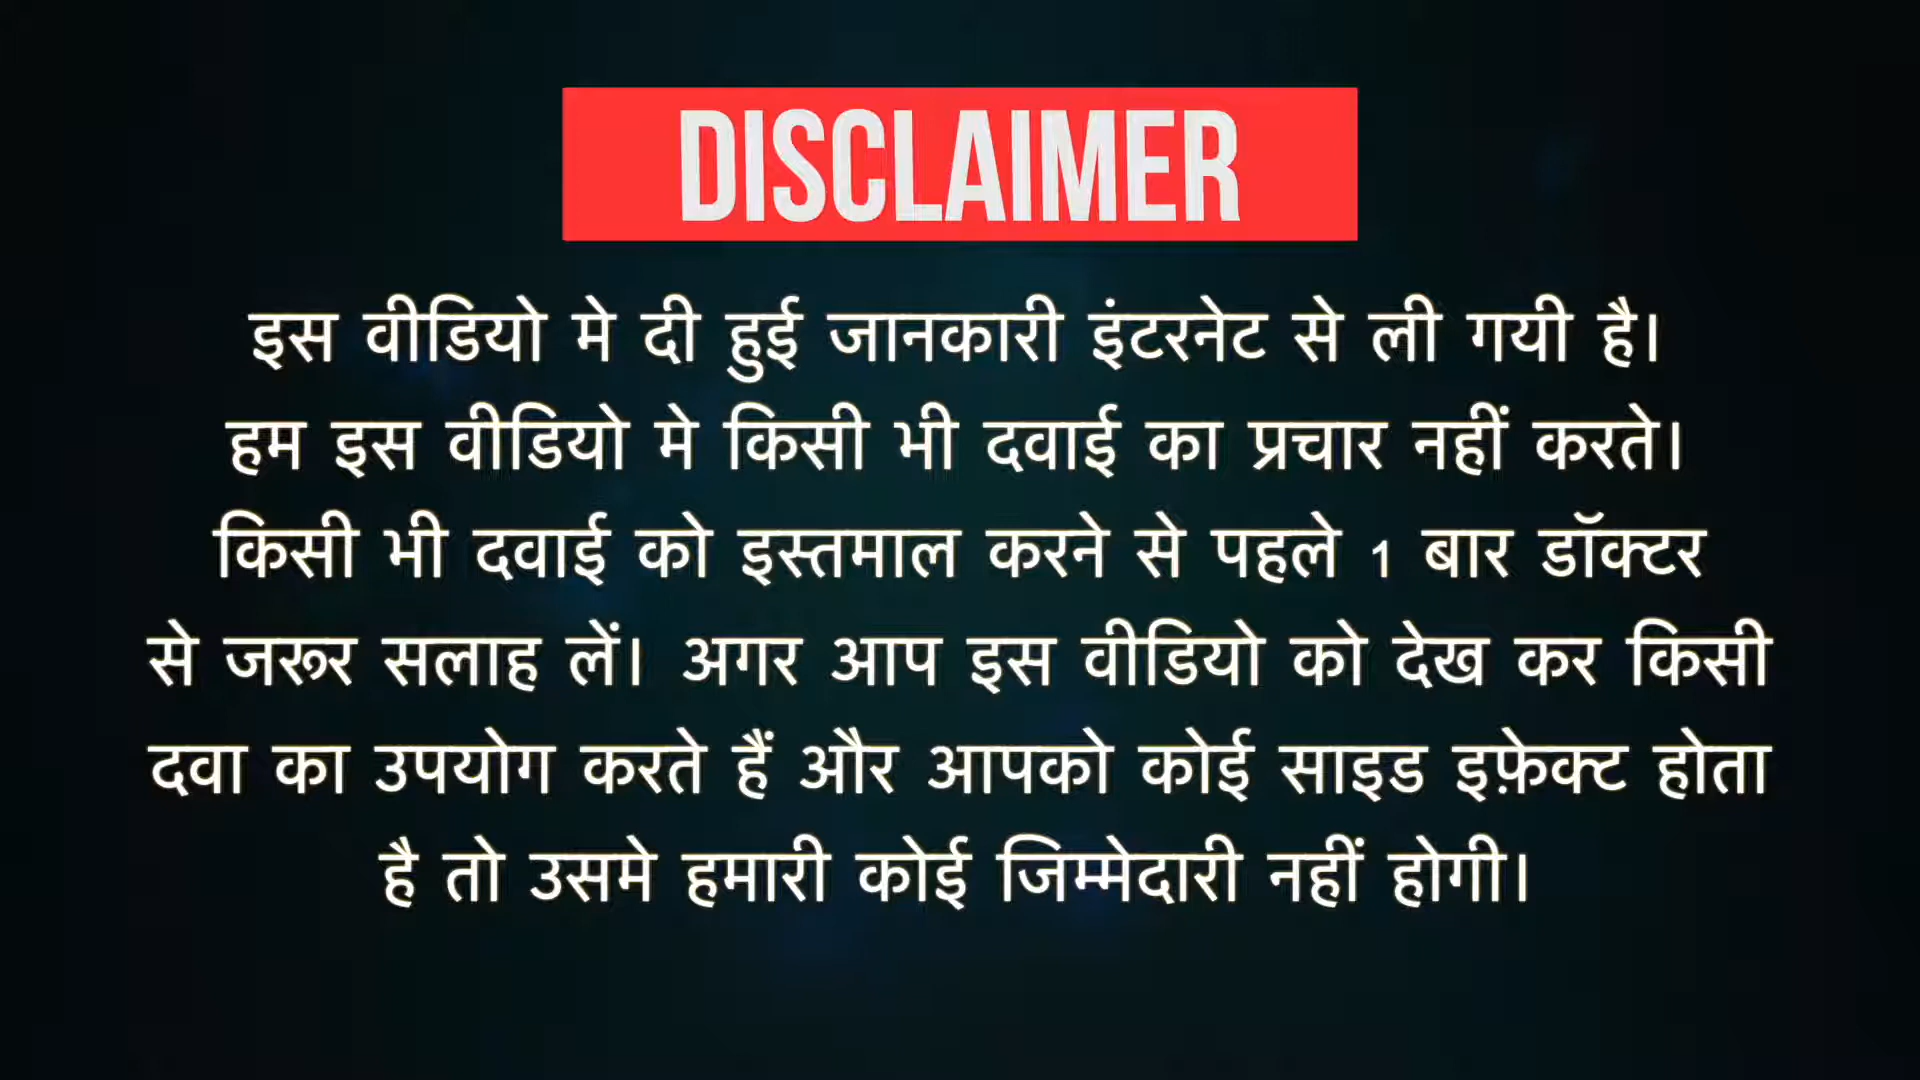 DISCLAIMER
इस वीडियो मे दी हुई जानकारी इंटरनेट से ली गयी है।
हम इस वीडियो मे किसी भी दवाई का प्रचार नहीं करते।
किसी भी दवाई को इस्तमाल करने से पहले 1 बार डॉक्टर
से जरूर सलाह लें। अगर आप इस वीडियो को देख कर किसी
दवा का उपयोग करते हैं और आपको कोई साइड इफ़ेक्ट होता
है तो उसमे हमारी कोई जिम्मेदारी नहीं होगी।